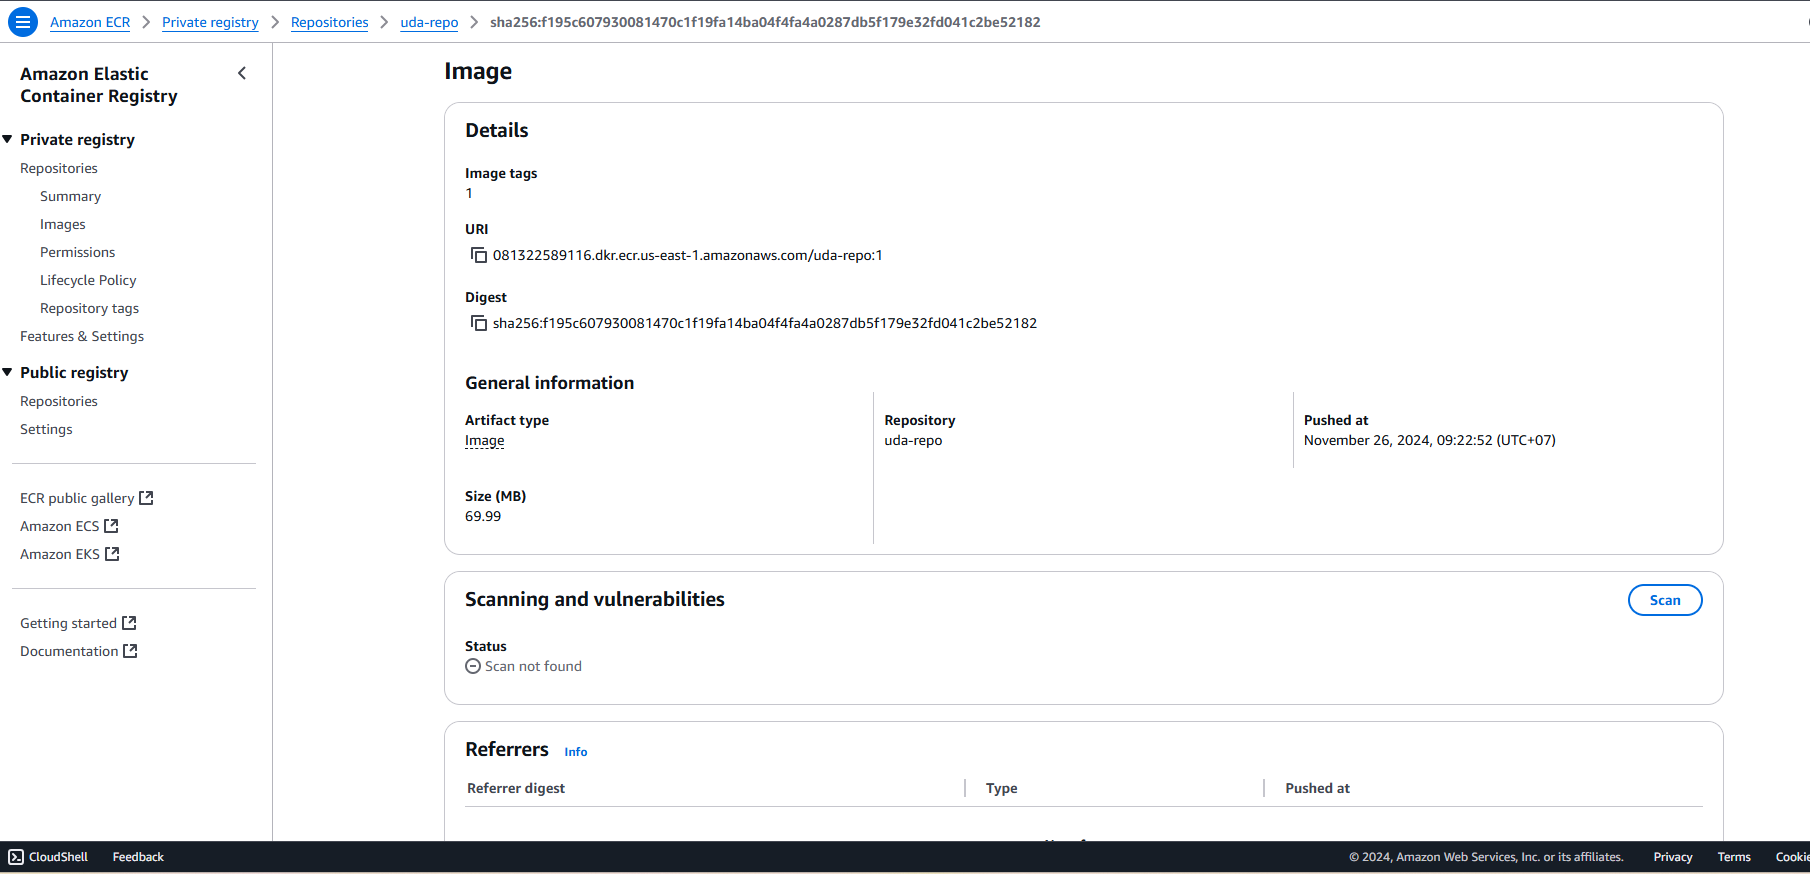 Amazon ECR > Private registry > Repositories > uda-repo > sha256:f195c607930081470c1f19fa14ba04f4fa4a0287db5f179e32fd041c2be52182
Amazon Elastic
Container Registry
Private registry
Repositories
Summary
Images
Permissions
Lifecycle Policy
Repository tags
Features & Settings
Public registry
Repositories
Settings
ECR public gallery
Amazon ECS
Amazon EKS
Getting started
Documentation
Image
Details
Image tags
1
URI
081322589116.dkr.ecr.us-east-1.amazonaws.com/uda-repo:1
Digest
sha256:f195c607930081470c1f19fa14ba04f4fa4a0287db5f179e32fd041c2be52182
General information
Artifact type
Image
Repository
uda-repo
Pushed at
November 26, 2024, 09:22:52 (UTC+07)
Size (MB)
69.99
Scanning and vulnerabilities
Scan
Status
Scan not found
Referrers Info
Referrer digest Type Pushed at
CloudShell Feedback © 2024, Amazon Web Services, Inc. or its affiliates. Privacy Terms